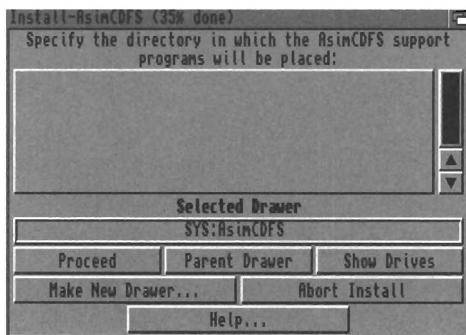 Install-AsimCDFS (35% done)
Specify the directory in which the AsimCDFS support
programs will be placed:
Selected Drawer
SYS:AsimCDFS
Proceed
Parent Drawer
Show Drives
Make New Drawer...
Abort Install
Help...